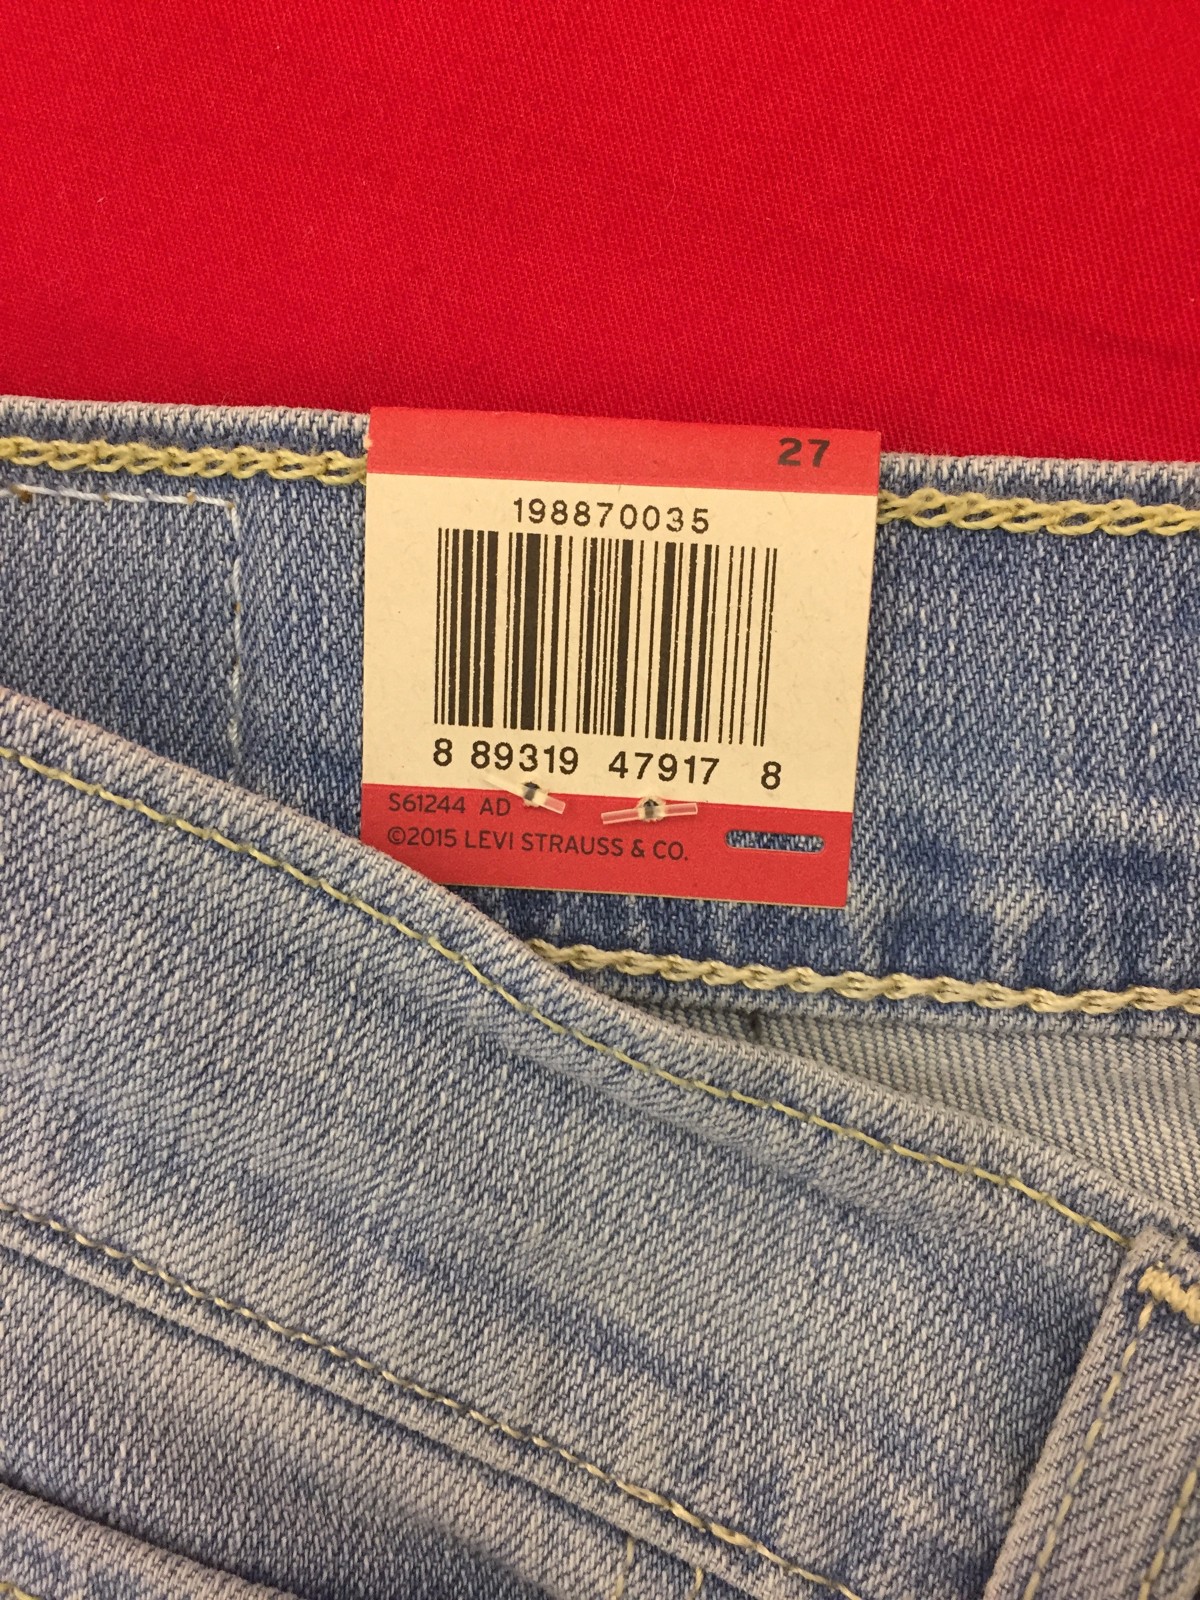 27
198870035
8 89319 47917 8
S61244 AD
©2015 LEVI STRAUSS & CO.